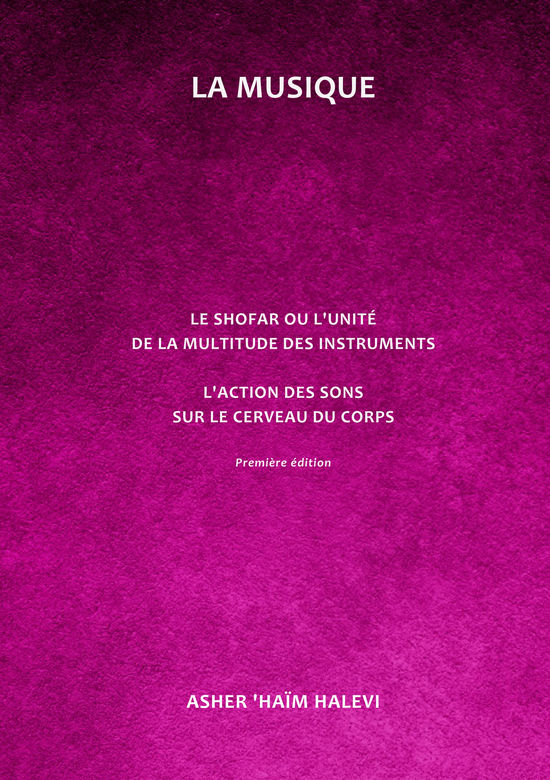 LA MUSIQUE
LE SHOFAR OU L'UNITÉ
DE LA MULTITUDE DES INSTRUMENTS
L'ACTION DES SONS
SUR LE CERVEAU DU CORPS
Première édition
ASHER 'HAÏM HALEVI